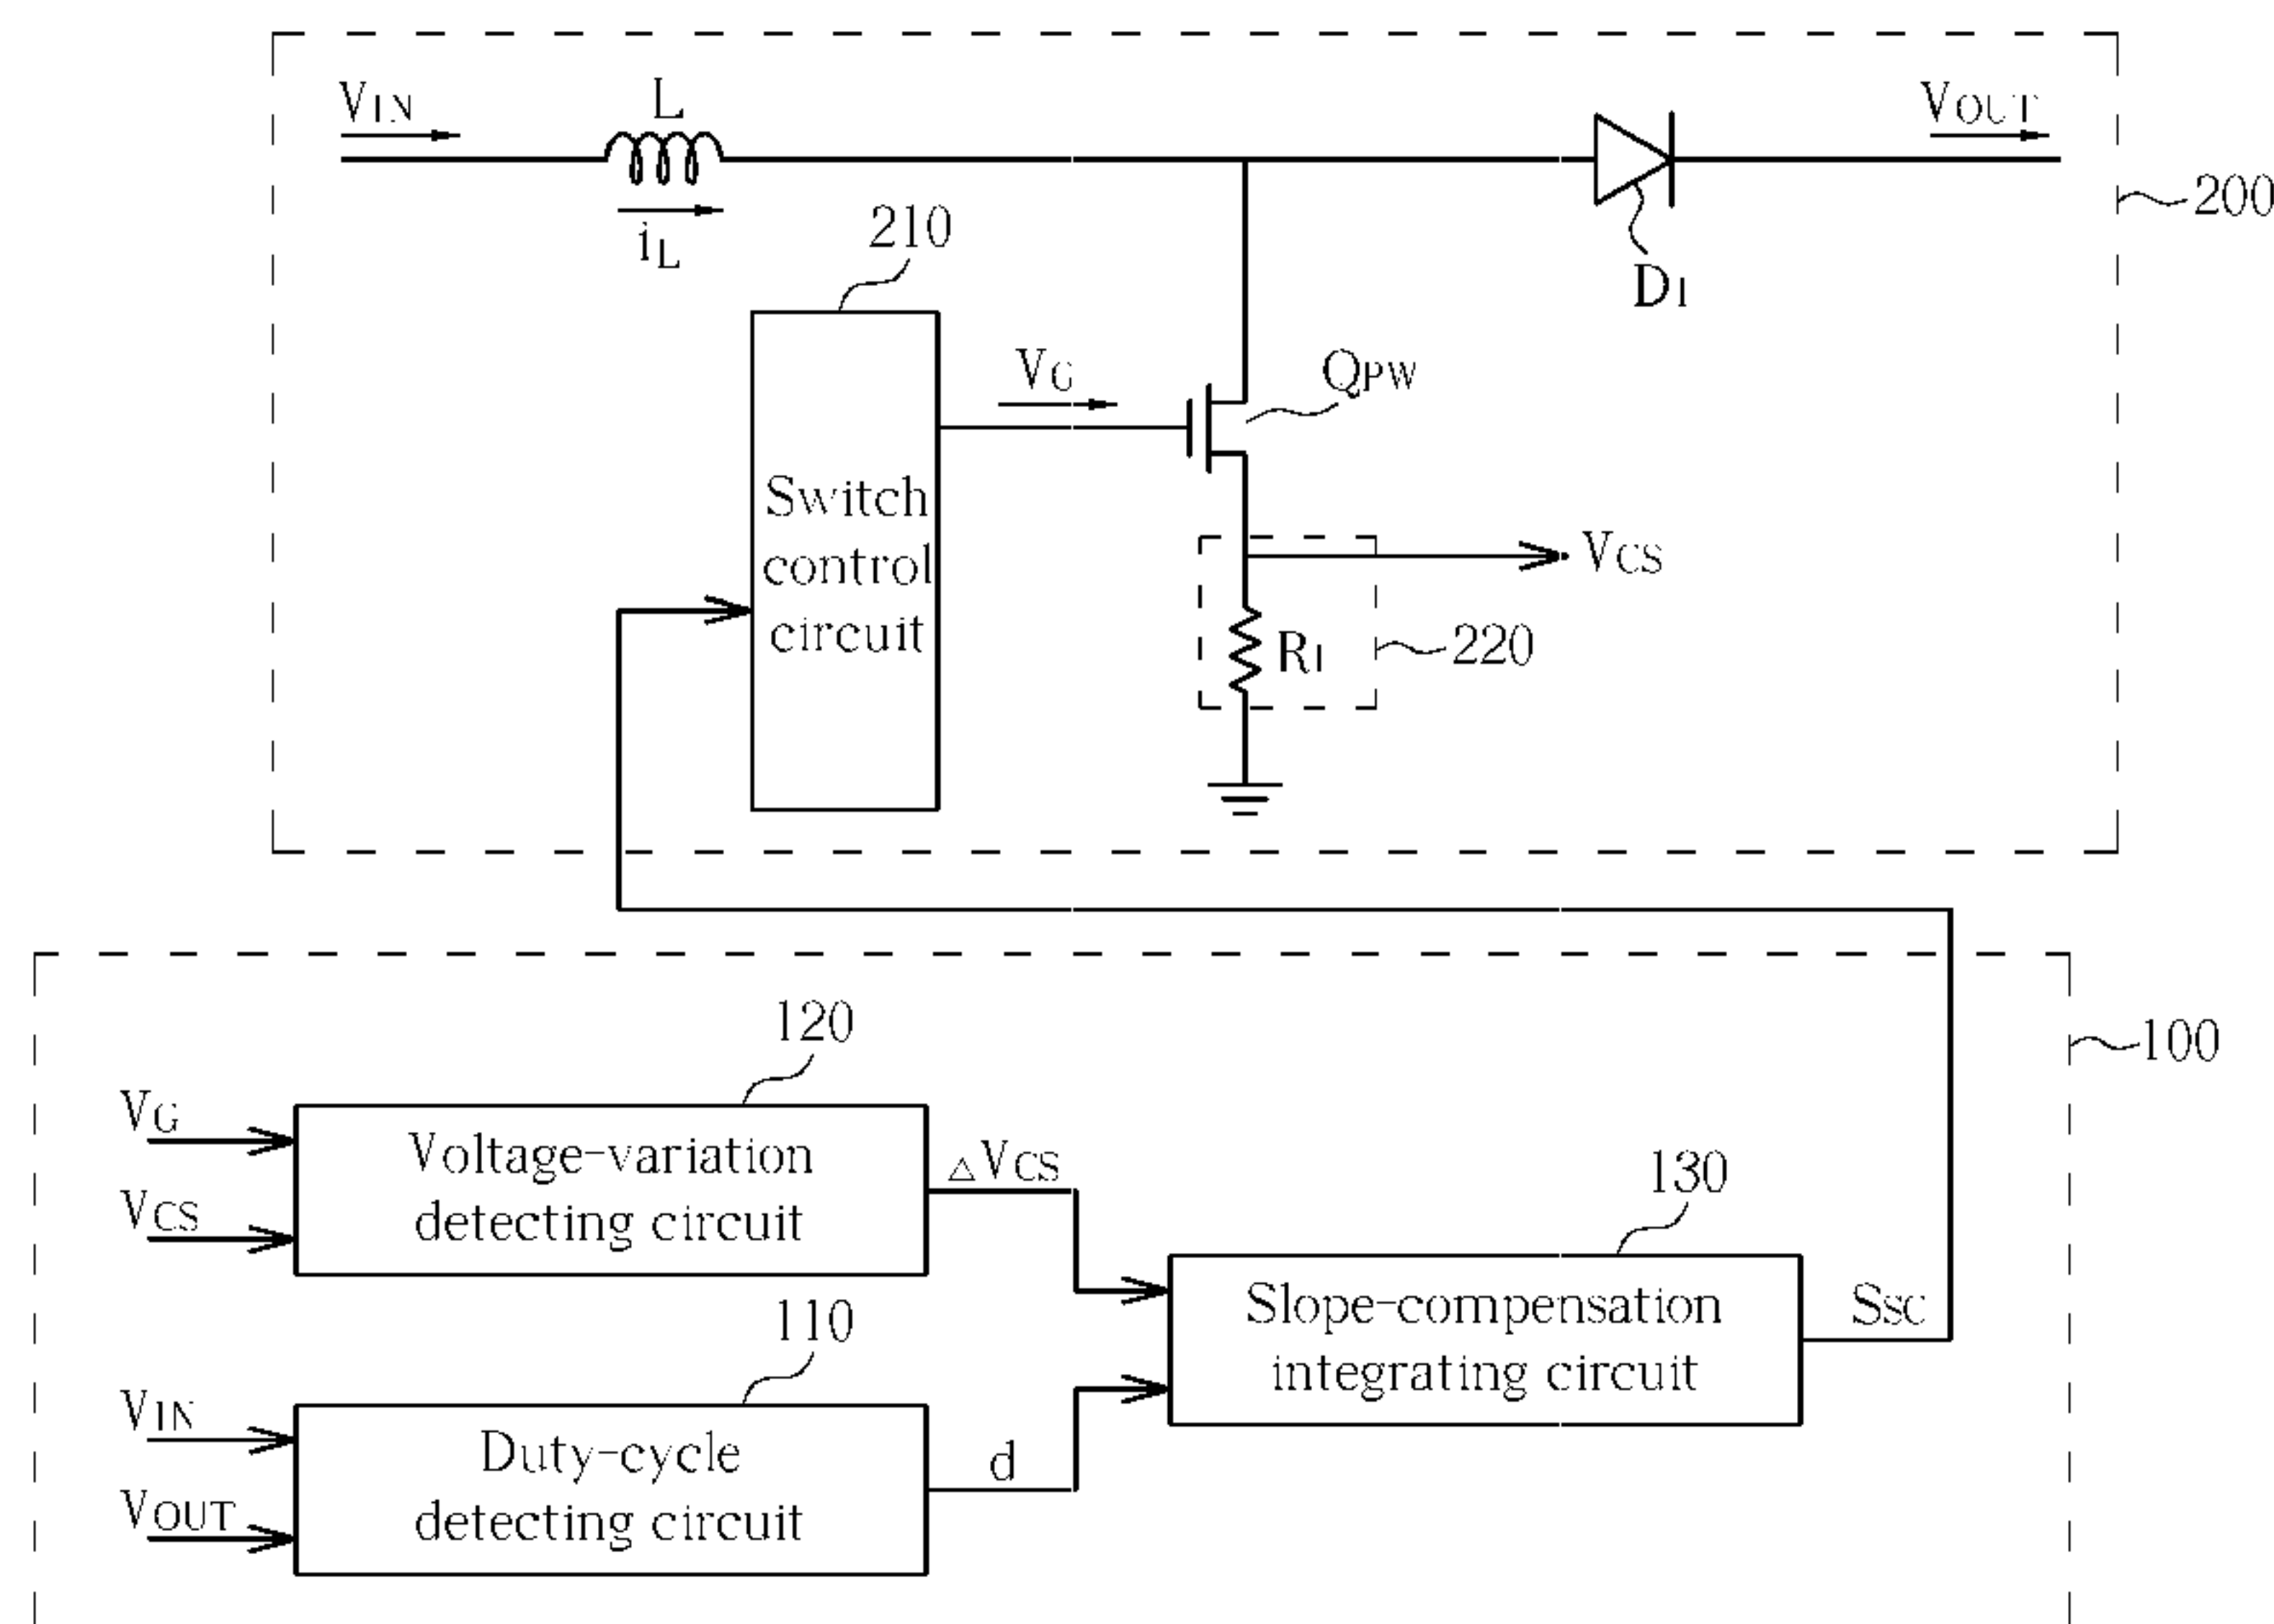 VIN
L
VOUT
200
iL
210
D1
VG
QPW
Switch
control
circuit
VCS
R1
220
120
100
VG
Voltage-variation
detecting circuit
△VCS
VCS
130
110
Slope-compensation
integrating circuit
SSC
VIN
Duty-cycle
detecting circuit
d
VOUT